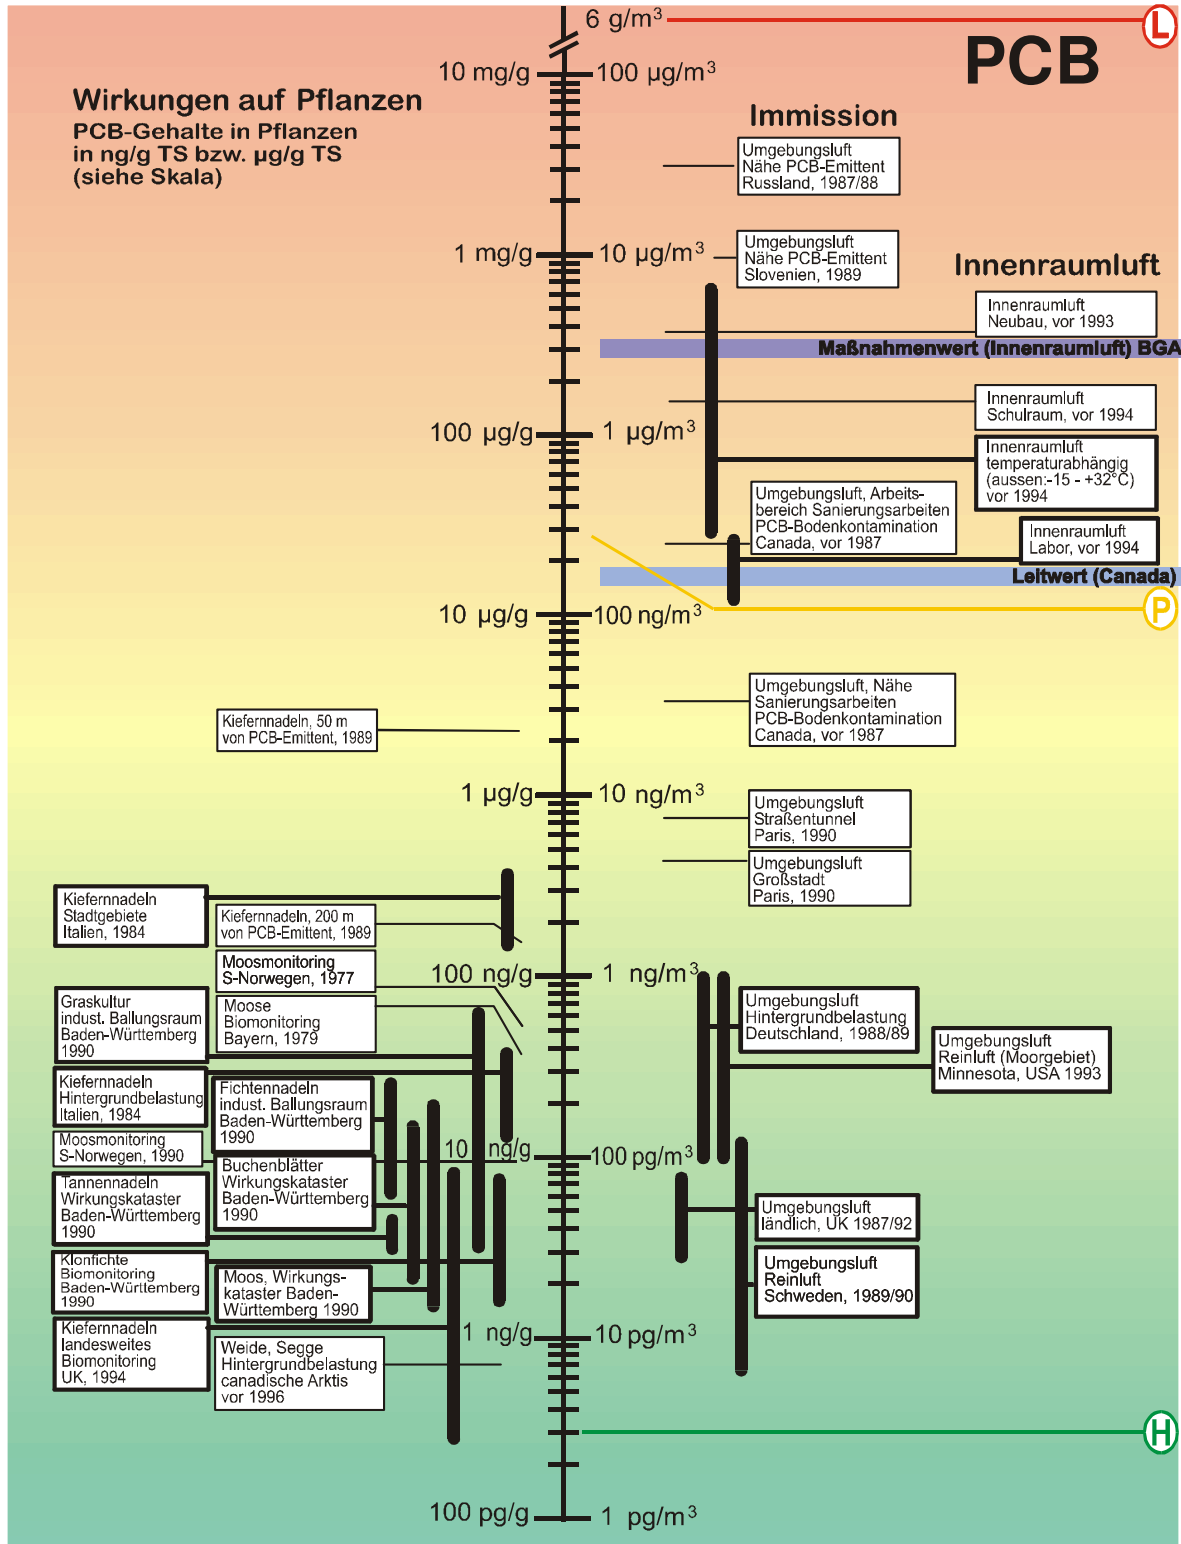 6 g/m³
L
PCB
10 mg/g
100 µg/m³
Wirkungen auf Pflanzen
PCB-Gehalte in Pflanzen
in ng/g TS bzw. µg/g TS
(siehe Skala)
Immission
Umgebungsluft
Nähe PCB-Emittent
Russland, 1987/88
1 mg/g
10 µg/m³
Umgebungsluft
Nähe PCB-Emittent
Slovenien, 1989
Innenraumluft
Innenraumluft
Neubau, vor 1993
Maßnahmenwert (Innenraumluft) BGA
Innenraumluft
Schulraum, vor 1994
100 µg/g
1 µg/m³
Innenraumluft
temperaturabhängig
(aussen:-15 - +32°C)
vor 1994
Umgebungsluft, Arbeits-
bereich Sanierungsarbeiten
PCB-Bodenkontamination
Canada, vor 1987
Innenraumluft
Labor, vor 1994
Leitwert (Canada)
P
10 µg/g
100 ng/m³
Umgebungsluft, Nähe
Sanierungsarbeiten
PCB-Bodenkontamination
Canada, vor 1987
Kiefernnadeln, 50 m
von PCB-Emittent, 1989
1 µg/g
10 ng/m³
Umgebungsluft
Straßentunnel
Paris, 1990
Umgebungsluft
Großstadt
Paris, 1990
Kiefernnadeln
Stadtgebiete
Italien, 1984
Kiefernnadeln, 200 m
von PCB-Emittent, 1989
Moosmonitoring
S-Norwegen, 1977
100 ng/g
1 ng/m³
Graskultur
indust. Ballungsraum
Baden-Württemberg
1990
Moose
Biomonitoring
Bayern, 1979
Umgebungsluft
Hintergrundbelastung
Deutschland, 1988/89
Umgebungsluft
Reinluft (Moorgebiet)
Minnesota, USA 1993
Kiefernnadeln
Hintergrundbelastung
Italien, 1984
Fichtennadeln
indust. Ballungsraum
Baden-Württemberg
1990
Moosmonitoring
S-Norwegen, 1990
10 ng/g
100 pg/m³
Buchenblätter
Wirkungskataster
Baden-Württemberg
1990
Tannennadeln
Wirkungskataster
Baden-Württemberg
1990
Umgebungsluft
ländlich, UK 1987/92
Klonfichte
Biomonitoring
Baden-Württemberg
1990
Moos, Wirkungs-
kataster Baden-
Württemberg 1990
Umgebungsluft
Reinluft
Schweden, 1989/90
Kiefernnadeln
landesweites
Biomonitoring
UK, 1994
1 ng/g
10 pg/m³
Weide, Segge
Hintergrundbelastung
canadische Arktis
vor 1996
H
100 pg/g
1 pg/m³